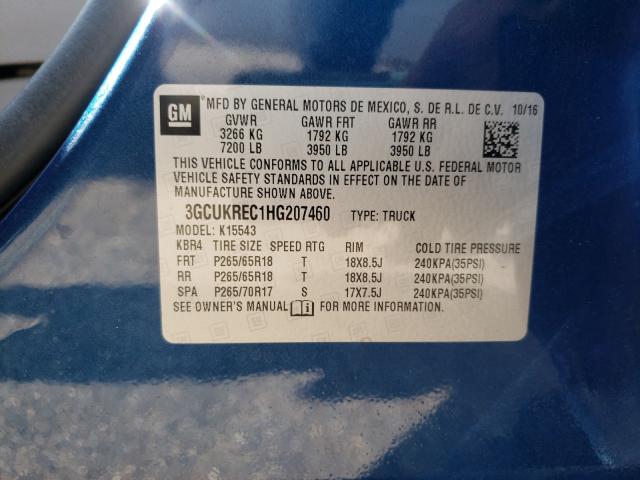 GM MFD BY GENERAL MOTORS DE MEXICO, S. DE R.L. DE C.V. 10/16
GVWR GAWR FRT GAWR RR
3266 KG 1792 KG 1792 KG
7200 LB 3950 LB 3950 LB
THIS VEHICLE CONFORMS TO ALL APPLICABLE U.S. FEDERAL MOTOR
VEHICLE SAFETY STANDARDS IN EFFECT ON THE DATE OF
MANUFACTURE SHOWN ABOVE.
3GCUKREC1HG207460 TYPE: TRUCK
MODEL: K15543
KBR4 TIRE SIZE SPEED RTG RIM COLD TIRE PRESSURE
FRT P265/65R18 T 18X8.5J 240KPA(35PSI)
RR P265/65R18 T 18X8.5J 240KPA(35PSI)
SPA P265/70R17 S 17X7.5J 240KPA(35PSI)
SEE OWNER'S MANUAL FOR MORE INFORMATION.